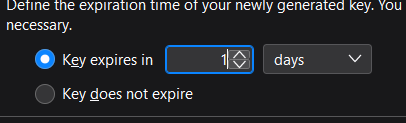 Define the expiration time of your newly generated key. You
necessary.
Key expires in 1 days
Key does not expire